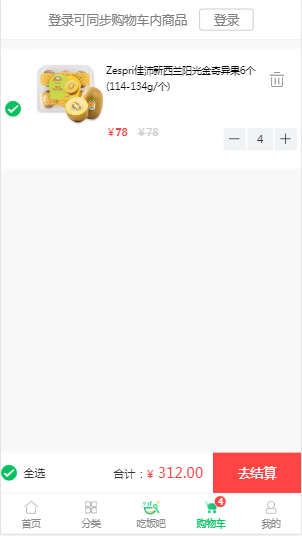 登录可同步购物车内商品 登录
Zespri佳沛新西兰阳光金奇异果6个
(114-134g/个)
¥78 ¥78
4
全选 合计：¥ 312.00 去结算
4
首页 分类 吃饭吧 购物车 我的